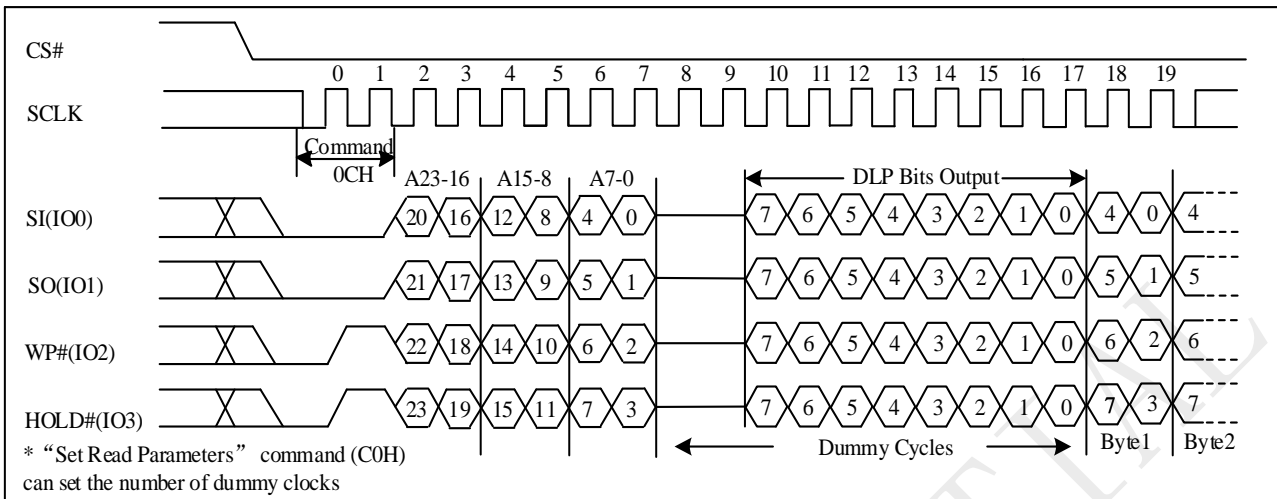 CS#
0 1 2 3 4 5 6 7 8 9 10 11 12 13 14 15 16 17 18 19
SCLK
Command
0CH
A23-16 A15-8 A7-0 DLP Bits Output
SI(IO0) 20 16 12 8 4 0 7 6 5 4 3 2 1 0 4 0 4
SO(IO1) 21 17 13 9 5 1 7 6 5 4 3 2 1 0 5 1 5
WP#(IO2) 22 18 14 10 6 2 7 6 5 4 3 2 1 0 6 2 6
HOLD#(IO3) 23 19 15 11 7 3 7 6 5 4 3 2 1 0 7 3 7
Dummy Cycles Byte1 Byte2
* “Set Read Parameters” command (C0H)
can set the number of dummy clocks